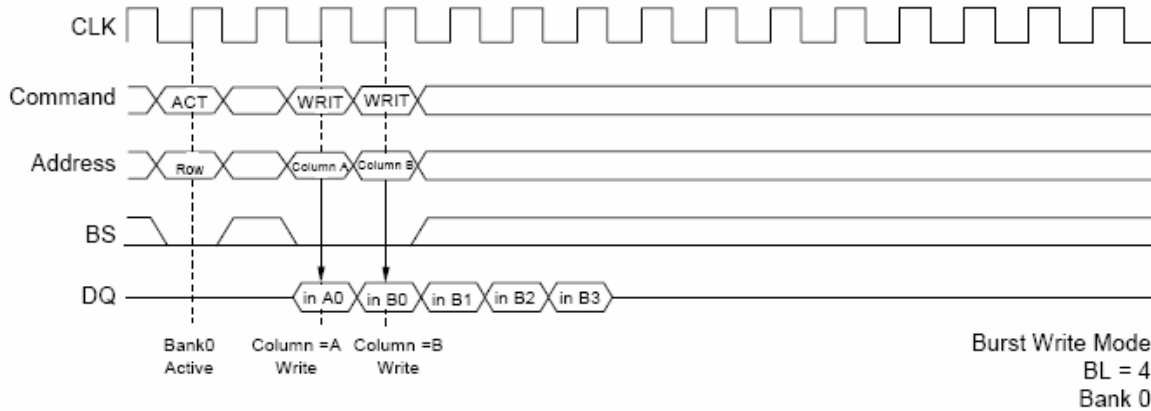 CLK
Command ACT WRIT WRIT
Address Row Column A Column B
BS
DQ in A0 in B0 in B1 in B2 in B3
Bank0 Column =A Column =B
Active Write Write
Burst Write Mode
BL = 4
Bank 0